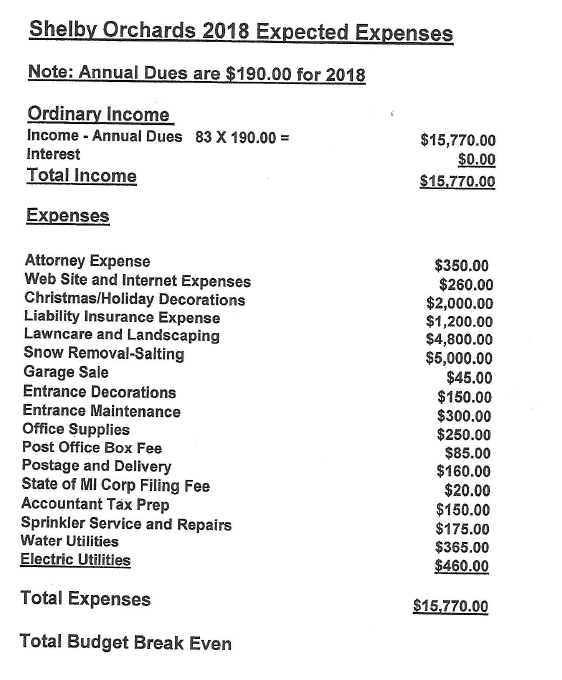 Shelby Orchards 2018 Expected Expenses
Note: Annual Dues are $190.00 for 2018
Ordinary Income
Income - Annual Dues 83 X 190.00 = $15,770.00
Interest $0.00
Total Income $15,770.00
Expenses
Attorney Expense $350.00
Web Site and Internet Expenses $260.00
Christmas/Holiday Decorations $2,000.00
Liability Insurance Expense $1,200.00
Lawncare and Landscaping $4,800.00
Snow Removal-Salting $5,000.00
Garage Sale $45.00
Entrance Decorations $150.00
Entrance Maintenance $300.00
Office Supplies $250.00
Post Office Box Fee $85.00
Postage and Delivery $160.00
State of MI Corp Filing Fee $20.00
Accountant Tax Prep $150.00
Sprinkler Service and Repairs $175.00
Water Utilities $365.00
Electric Utilities $460.00
Total Expenses $15,770.00
Total Budget Break Even